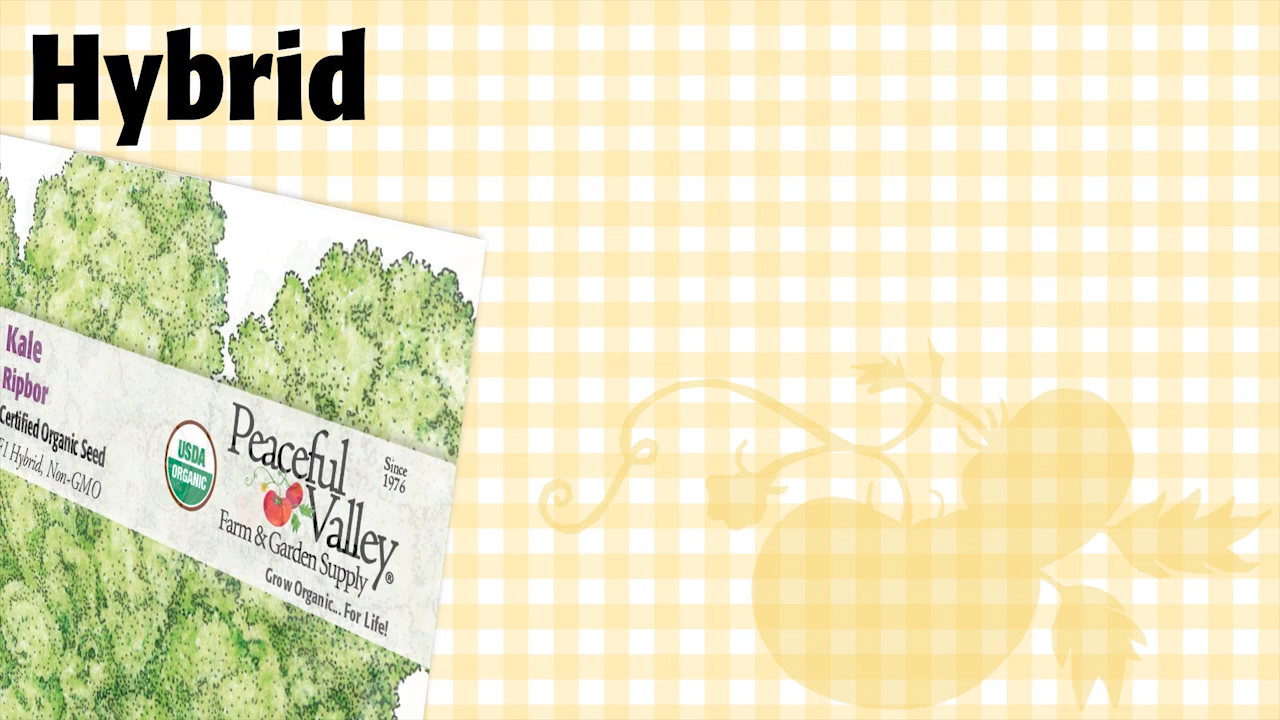 Hybrid
Kale
Ripbor
Certified Organic Seed
F1 Hybrid, Non-GMO
USDA
ORGANIC
Peaceful
Valley®
Since
1976
Farm & Garden Supply
Grow Organic... For Life!